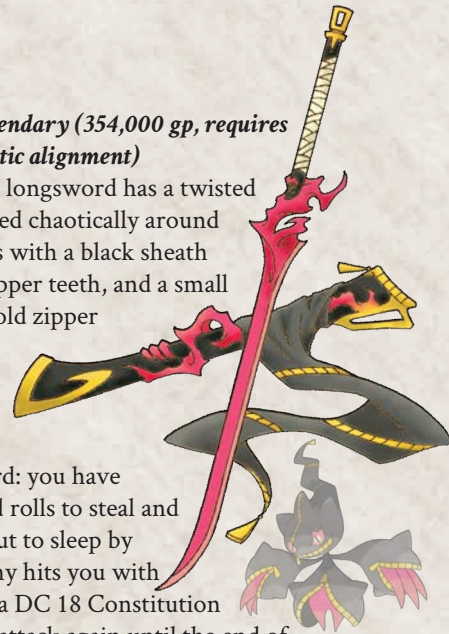 endary (354,000 gp, requires
tic alignment)
longsword has a twisted
ed chaotically around
s with a black sheath
pper teeth, and a small
old zipper
rd: you have
l rolls to steal and
ut to sleep by
ny hits you with
a DC 18 Constitution
attack again until the end of